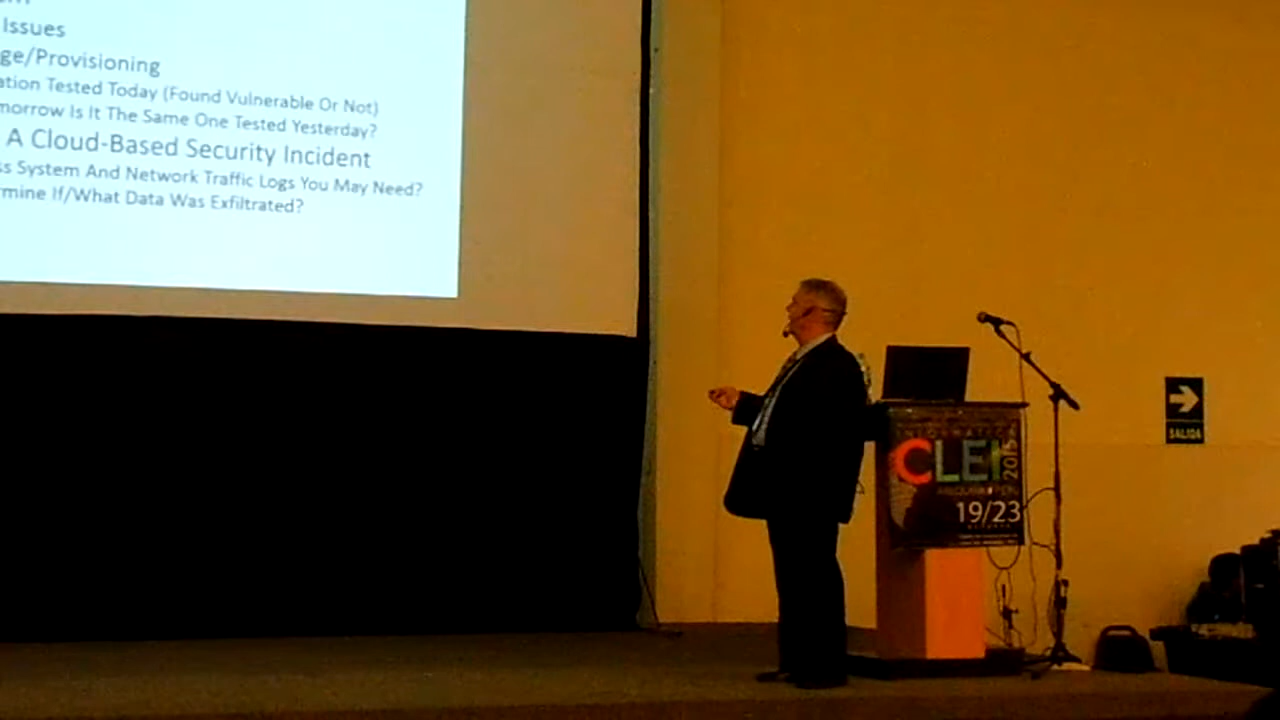 Issues
ge/Provisioning
ation Tested Today (Found Vulnerable Or Not)
morrow Is It The Same One Tested Yesterday?
A Cloud-Based Security Incident
ss System And Network Traffic Logs You May Need?
rmine If/What Data Was Exfiltrated?
INFORMATICA
CLEI
2015
19/23
SALIDA